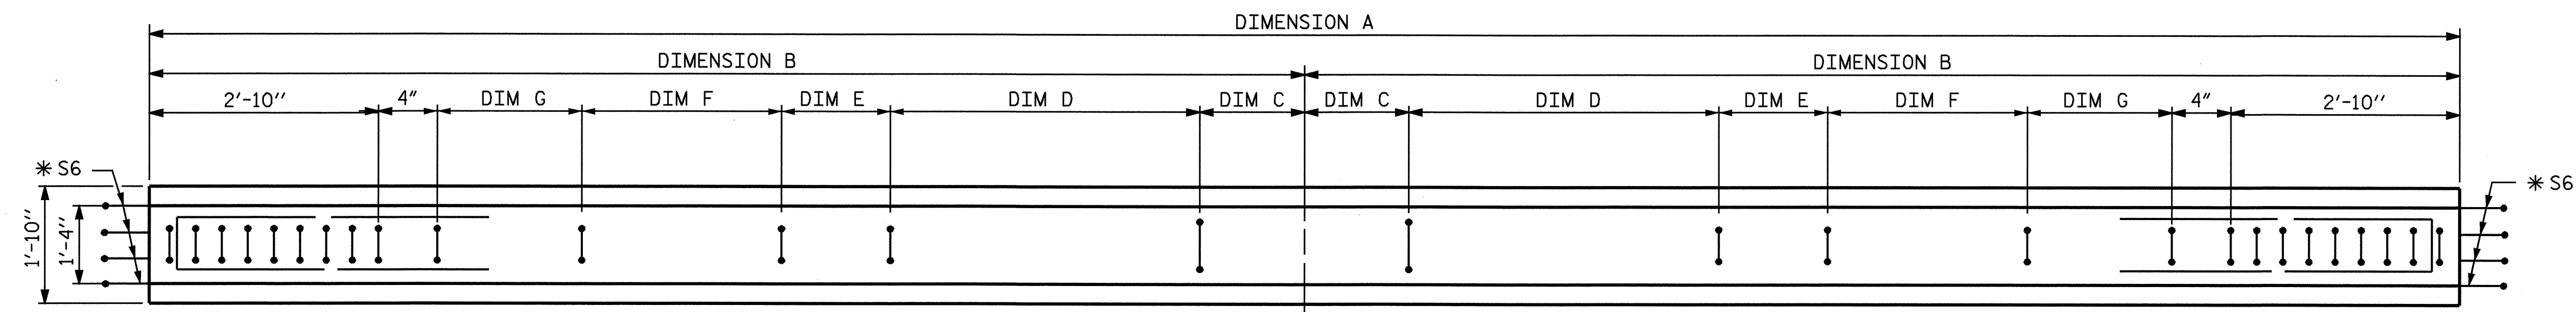 DIMENSION A
DIMENSION B DIMENSION B
2'-10" 4" DIM G DIM F DIM E DIM D DIM C DIM C DIM D DIM E DIM F DIM G 4" 2'-10"
* S6 * S6
1'-10" 1'-4"